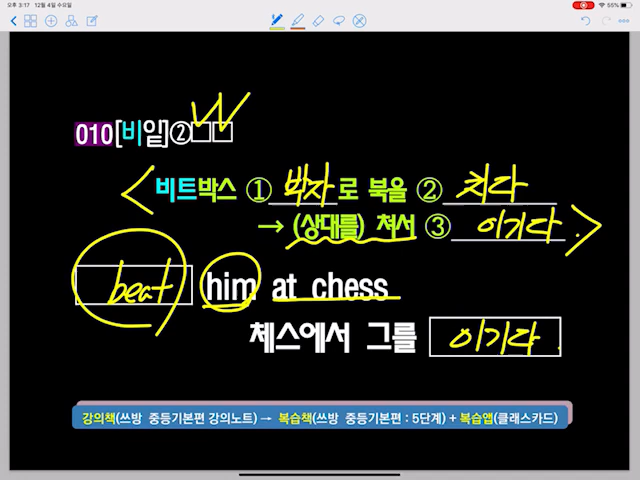 오후 3:17 12월 4일 수요일 55%
010[비잍]②□□
비트박스 ① 박자로 북을 ② 치다
→ (상대를) 쳐서 ③ 이기다.
beat him at chess
체스에서 그를 이기다.
강의책(쓰방 중등기본편 강의노트) → 복습책(쓰방 중등기본편 : 5단계) + 복습앱(클래스카드)